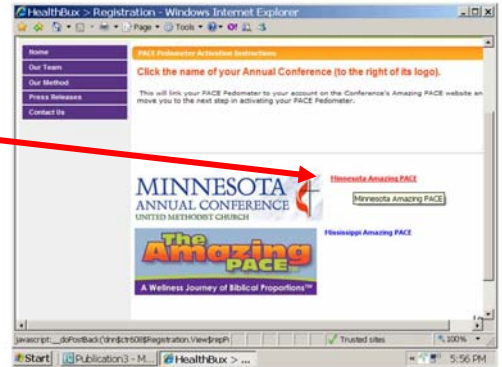 HealthBux > Registration - Windows Internet Explorer
Page Tools
Home
Our Team
Our Method
Press Releases
Contact Us
PACE Pedometer Activation Instructions
Click the name of your Annual Conference (to the right of its logo).
This will link your PACE Pedometer to your account on the Conference's Amazing PACE website an
move you to the next step in activating your PACE
Pedometer.
MINNESOTA
ANNUAL CONFERENCE
UNITED METHODIST CHURCH
Minnesota Amazing PACE
Minnesota Amazing PACE
The
Amazing
PACE
A Wellness Journey of Biblical Proportions™
Mississippi Amazing PACE
Trusted sites
100%
Start
Publication3 - M...
HealthBux > ...
5:56 PM